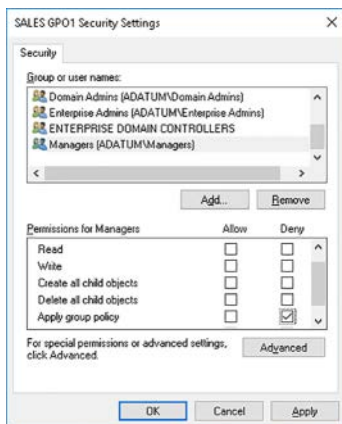 SALES GPO1 Security Settings
Security
Group or user names:
Domain Admins (ADATUM\Domain Admins)
Enterprise Admins (ADATUM\Enterprise Admins)
ENTERPRISE DOMAIN CONTROLLERS
Managers (ADATUM\Managers)
Add... Remove
Permissions for Managers Allow Deny
Read
Write
Create all child objects
Delete all child objects
Apply group policy
For special permissions or advanced settings,
click Advanced.
Advanced
OK Cancel Apply